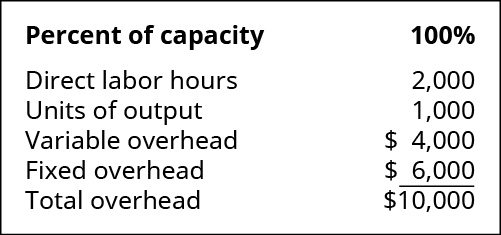 Percent of capacity 100%
Direct labor hours 2,000
Units of output 1,000
Variable overhead $ 4,000
Fixed overhead $ 6,000
Total overhead $10,000